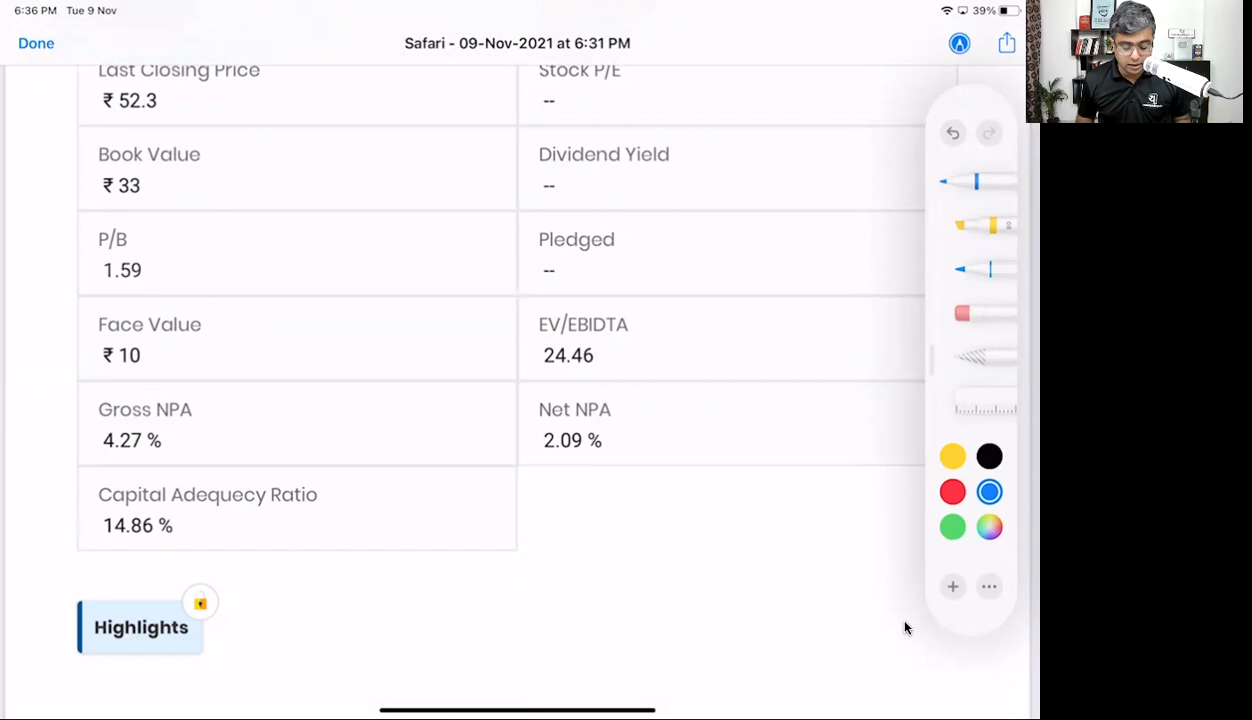 6:36 PM Tue 9 Nov
39%
Done
Safari - 09-Nov-2021 at 6:31 PM
Last Closing Price
₹ 52.3
Stock P/E
--
Book Value
₹ 33
Dividend Yield
--
P/B
1.59
Pledged
--
Face Value
₹ 10
EV/EBIDTA
24.46
Gross NPA
4.27 %
Net NPA
2.09 %
Capital Adequecy Ratio
14.86 %
Highlights